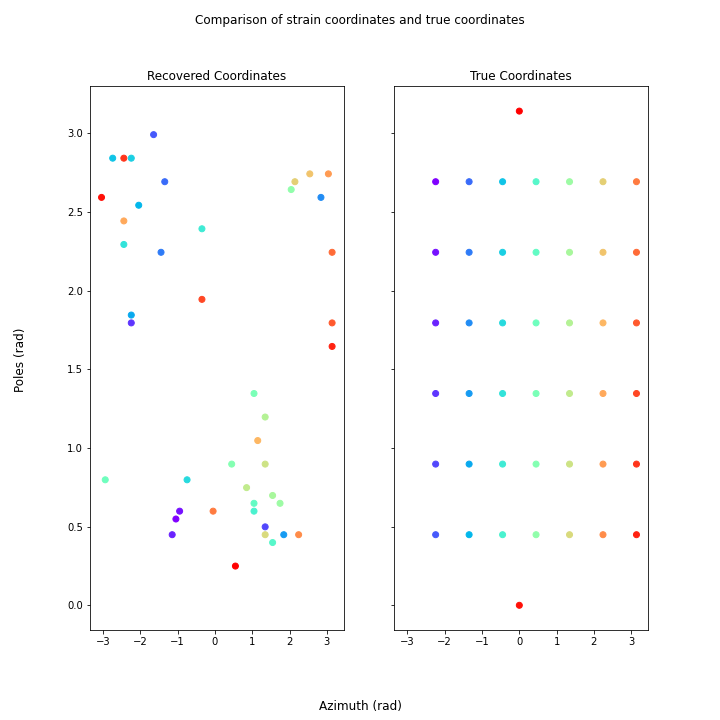 Comparison of strain coordinates and true coordinates
Recovered Coordinates
True Coordinates
Poles (rad)
3.0
2.5
2.0
1.5
1.0
0.5
0.0
−3 −2 −1 0 1 2 3
−3 −2 −1 0 1 2 3
Azimuth (rad)